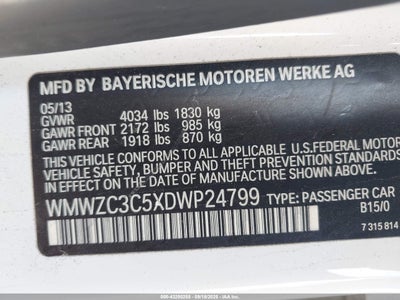 MFD BY BAYERISCHE MOTOREN WERKE AG
05/13
GVWR 4034 lbs 1830 kg
GAWR FRONT 2172 lbs 985 kg
GAWR REAR 1918 lbs 870 kg
THIS VEHICLE CONFORMS TO ALL APPLICABLE U.S.FEDERAL MOTOR
VEHICLE SAFETY, BUMPER, AND THEFT PREVENTION STANDARDS
IN EFFECT ON THE DATE OF MANUFACTURE SHOWN ABOVE.
WMWZC3C5XDWP24799 TYPE: PASSENGER CAR
B15/0
7 315 814